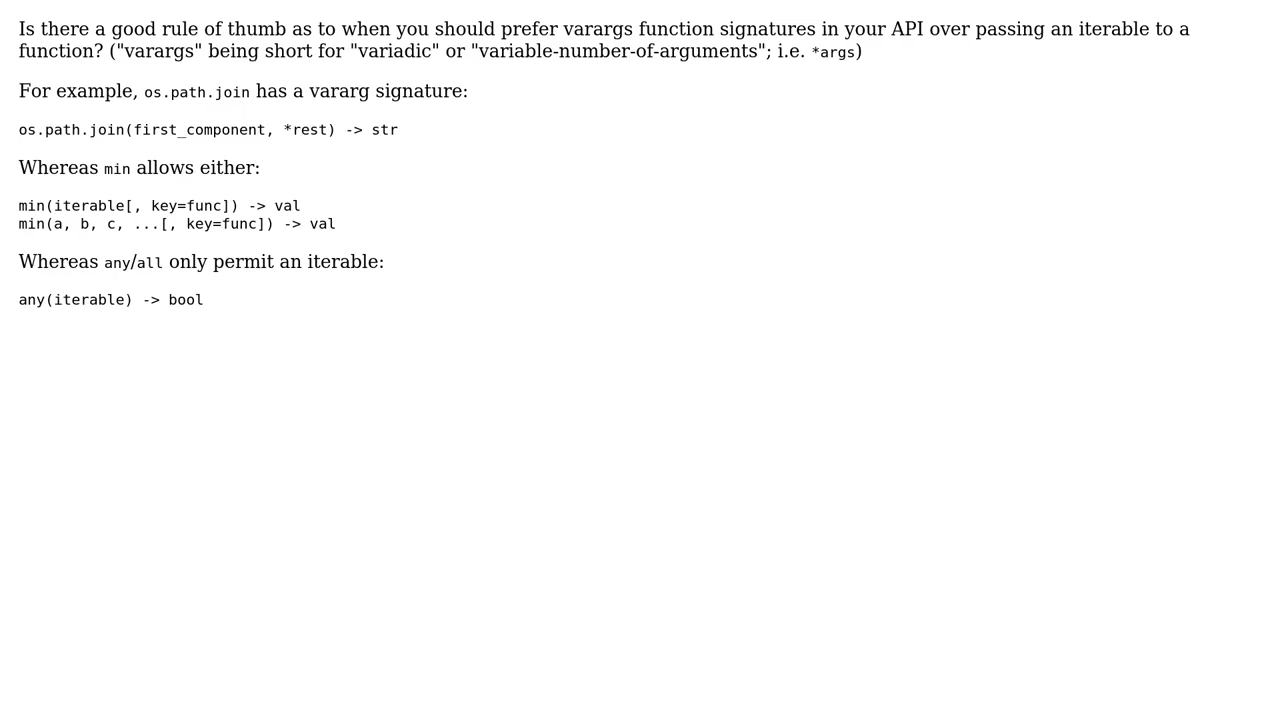 Is there a good rule of thumb as to when you should prefer varargs function signatures in your API over passing an iterable to a
function? ("varargs" being short for "variadic" or "variable-number-of-arguments"; i.e. *args)
For example, os.path.join has a vararg signature:
os.path.join(first_component, *rest) -> str
Whereas min allows either:
min(iterable[, key=func]) -> val
min(a, b, c, ...[, key=func]) -> val
Whereas any/all only permit an iterable:
any(iterable) -> bool